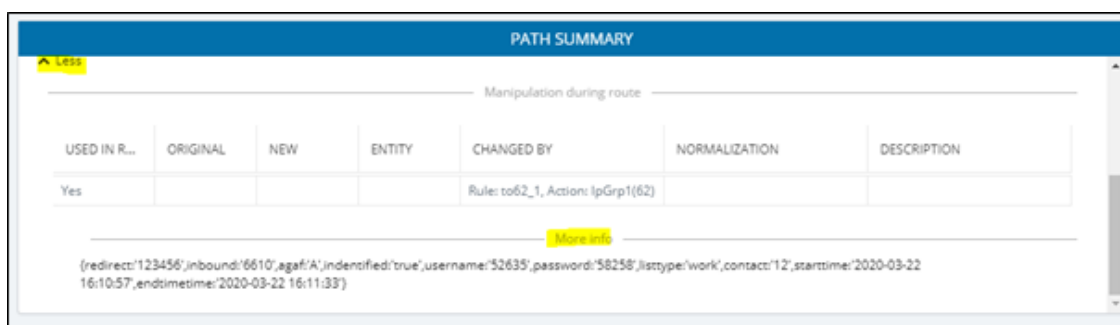 PATH SUMMARY
Less
Manipulation during route
USED IN R... ORIGINAL NEW ENTITY CHANGED BY NORMALIZATION DESCRIPTION
Yes Rule: to62_1, Action: IpGrp1(62)
More info
{redirect:'123456',inbound:'6610',agaf:'A',indentified:'true',username:'52635',password:'58258',listtype:'work',contact:'12',starttime:'2020-03-22
16:10:57',endtimetime:'2020-03-22 16:11:33'}